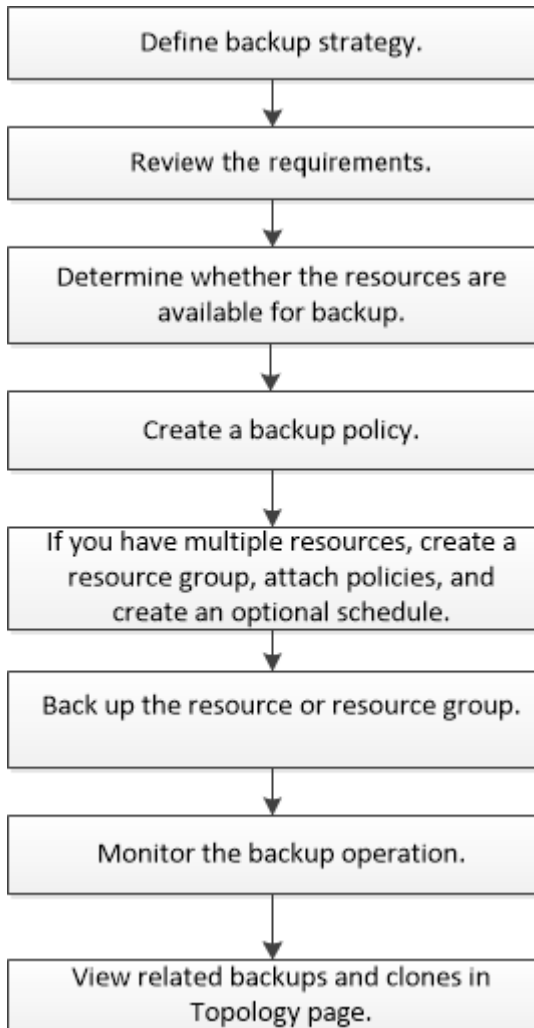 Define backup strategy.
Review the requirements.
Determine whether the resources are
available for backup.
Create a backup policy.
If you have multiple resources, create a
resource group, attach policies, and
create an optional schedule.
Back up the resource or resource group.
Monitor the backup operation.
View related backups and clones in
Topology page.